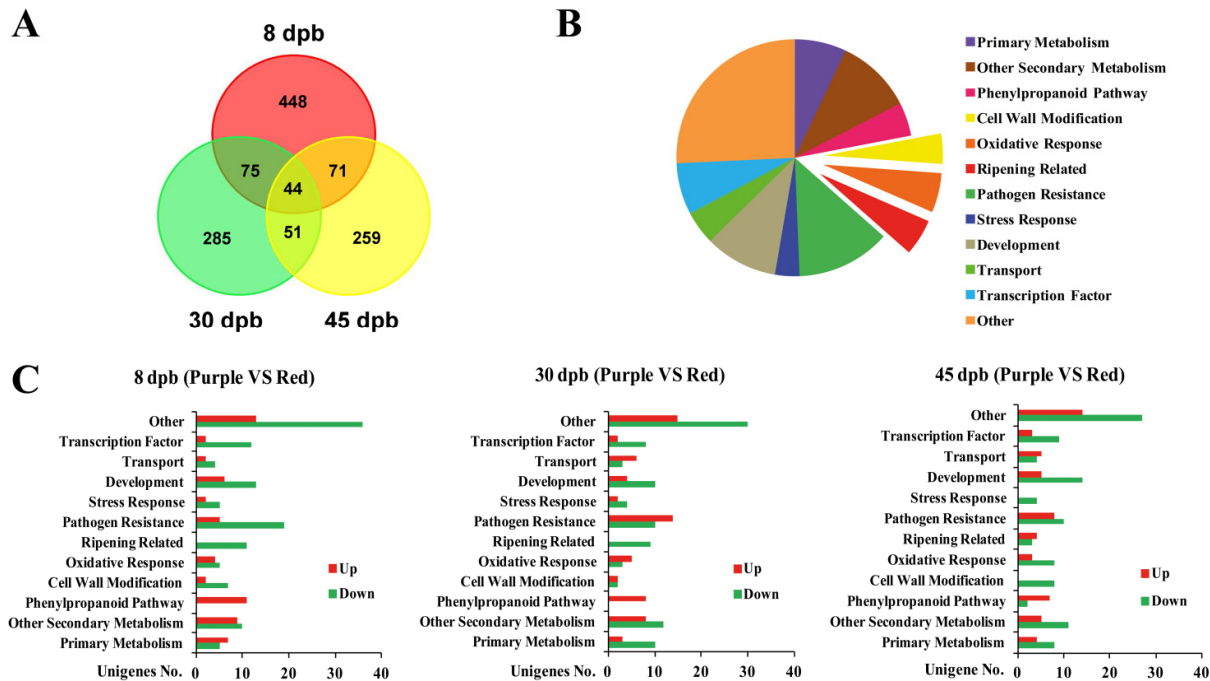 A
8 dpb
448
75
44
71
285
51
259
30 dpb
45 dpb
B
Primary Metabolism
Other Secondary Metabolism
Phenylpropanoid Pathway
Cell Wall Modification
Oxidative Response
Ripening Related
Pathogen Resistance
Stress Response
Development
Transport
Transcription Factor
Other
C
8 dpb (Purple VS Red)
Other
Transcription Factor
Transport
Development
Stress Response
Pathogen Resistance
Ripening Related
Oxidative Response
Cell Wall Modification
Phenylpropanoid Pathway
Other Secondary Metabolism
Primary Metabolism
Up
Down
Unigenes No.
0 10 20 30 40
30 dpb (Purple VS Red)
Other
Transcription Factor
Transport
Development
Stress Response
Pathogen Resistance
Ripening Related
Oxidative Response
Cell Wall Modification
Phenylpropanoid Pathway
Other Secondary Metabolism
Primary Metabolism
Up
Down
Unigenes No.
0 10 20 30 40
45 dpb (Purple VS Red)
Other
Transcription Factor
Transport
Development
Stress Response
Pathogen Resistance
Ripening Related
Oxidative Response
Cell Wall Modification
Phenylpropanoid Pathway
Other Secondary Metabolism
Primary Metabolism
Up
Down
Unigene No.
0 10 20 30 40